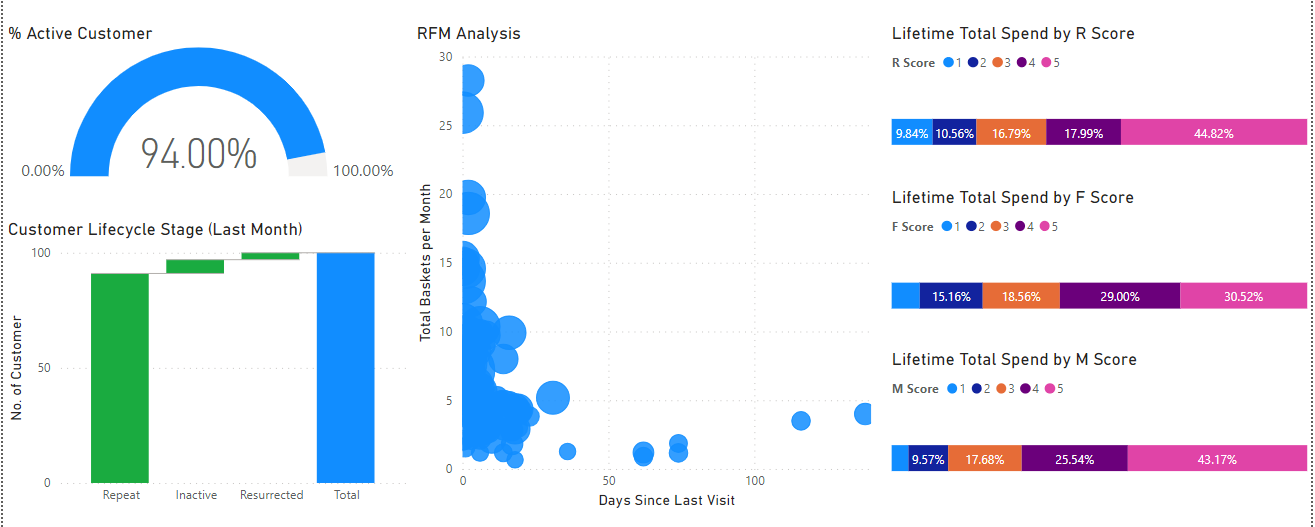 % Active Customer
94.00%
0.00%
100.00%
Customer Lifecycle Stage (Last Month)
No. of Customer
100
50
0
Repeat
Inactive
Resurrected
Total
RFM Analysis
Total Baskets per Month
30
25
20
15
10
5
0
0
50
100
Days Since Last Visit
Lifetime Total Spend by R Score
R Score 1 2 3 4 5
9.84% 10.56% 16.79% 17.99% 44.82%
Lifetime Total Spend by F Score
F Score 1 2 3 4 5
15.16% 18.56% 29.00% 30.52%
Lifetime Total Spend by M Score
M Score 1 2 3 4 5
9.57% 17.68% 25.54% 43.17%